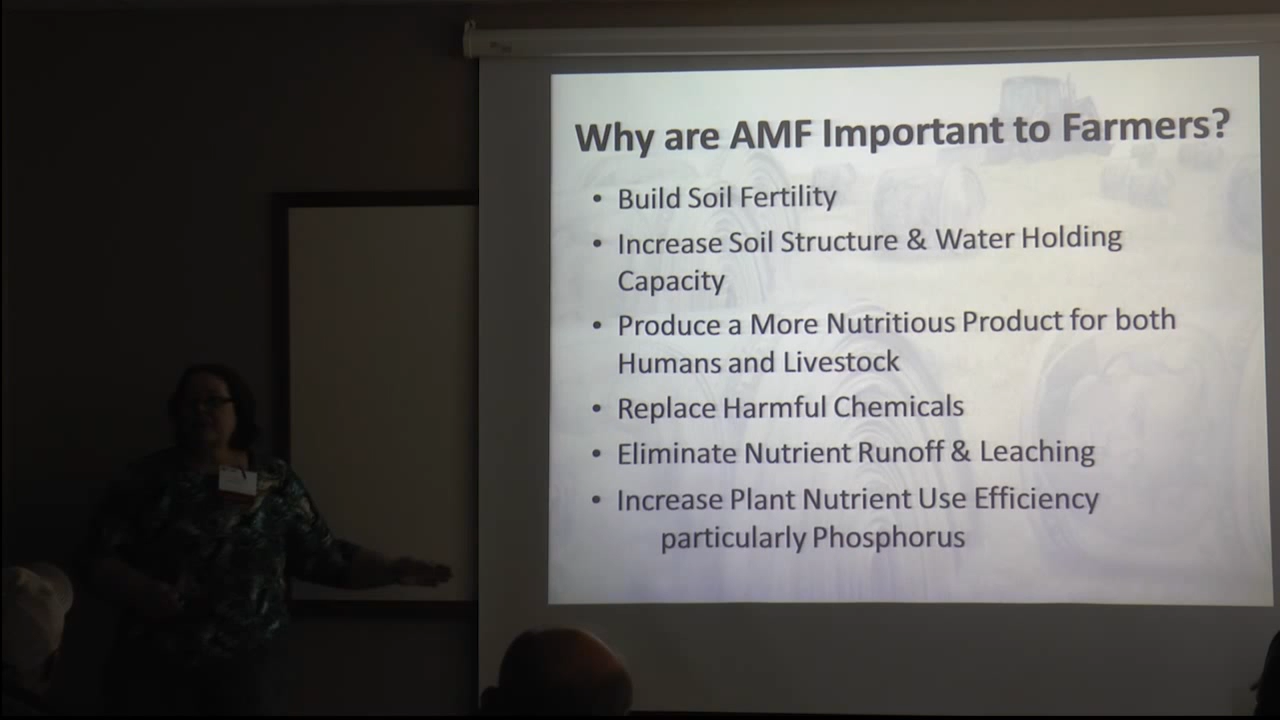 Why are AMF Important to Farmers?
• Build Soil Fertility
• Increase Soil Structure & Water Holding
Capacity
• Produce a More Nutritious Product for both
Humans and Livestock
• Replace Harmful Chemicals
• Eliminate Nutrient Runoff & Leaching
• Increase Plant Nutrient Use Efficiency
particularly Phosphorus